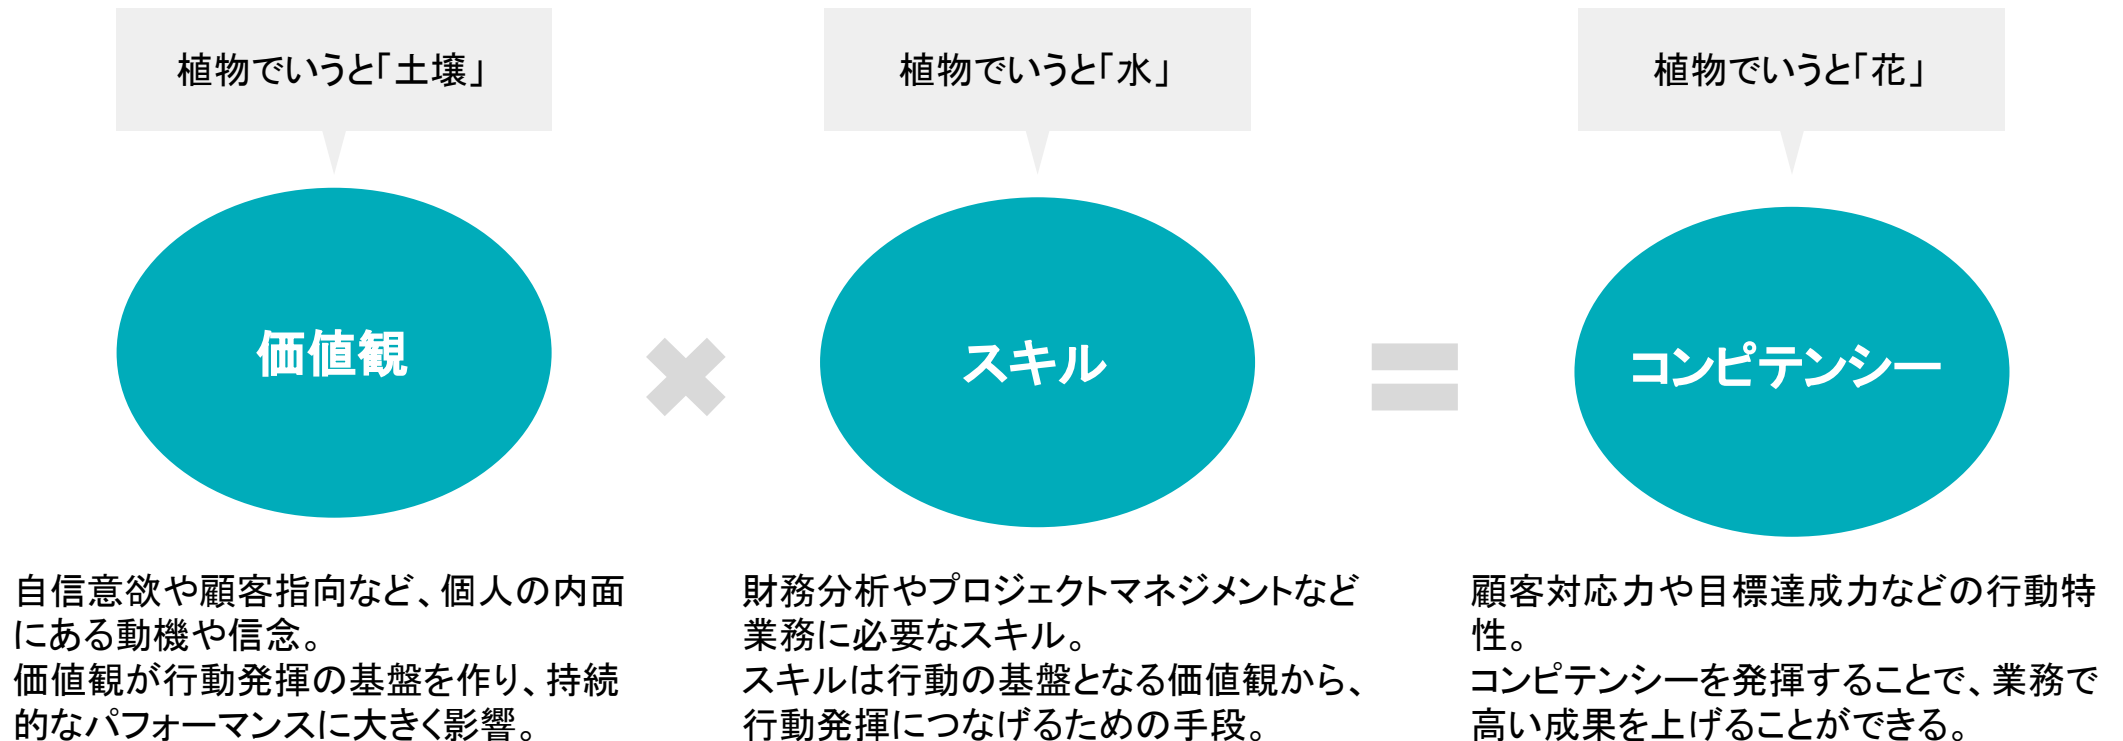 植物でいうと「土壌」
植物でいうと「水」
植物でいうと「花」
価値観
スキル
コンピテンシー
自信意欲や顧客指向など、個人の内面
にある動機や信念。
価値観が行動発揮の基盤を作り、持続
的なパフォーマンスに大きく影響。
財務分析やプロジェクトマネジメントなど
業務に必要なスキル。
スキルは行動の基盤となる価値観から、
行動発揮につなげるための手段。
顧客対応力や目標達成力などの行動特
性。
コンピテンシーを発揮することで、業務で
高い成果を上げることができる。